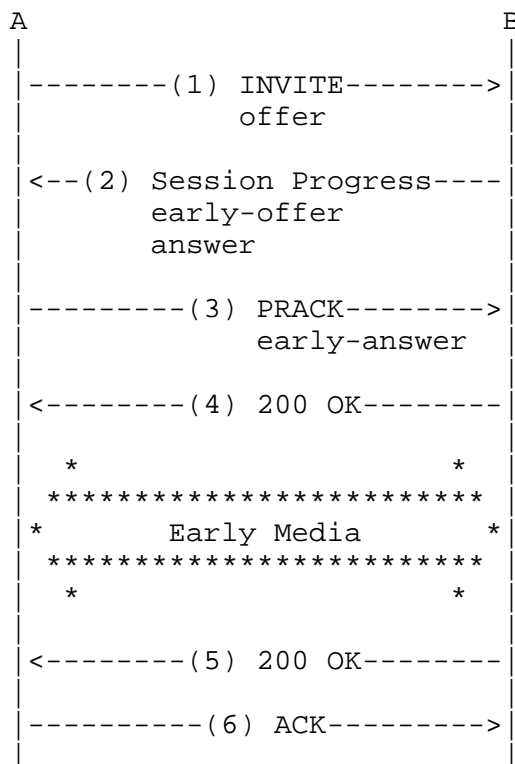 A B
--------(1) INVITE-------->
offer
<--(2) Session Progress----
early-offer
answer
---------(3) PRACK-------->
early-answer
<--------(4) 200 OK--------
* *
*************************
* Early Media *
*************************
* *
<--------(5) 200 OK--------
----------(6) ACK--------->